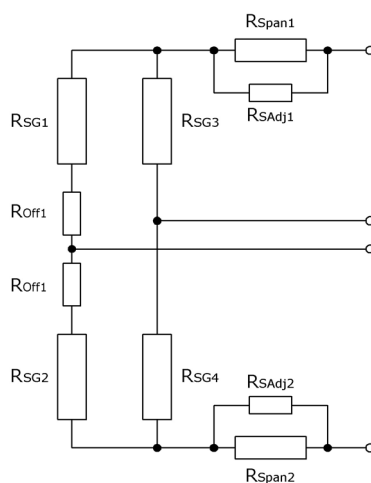 RSpan1
RSG1
RSG3
RSAdj1
ROff1
ROff1
RSG2
RSG4
RSAdj2
RSpan2